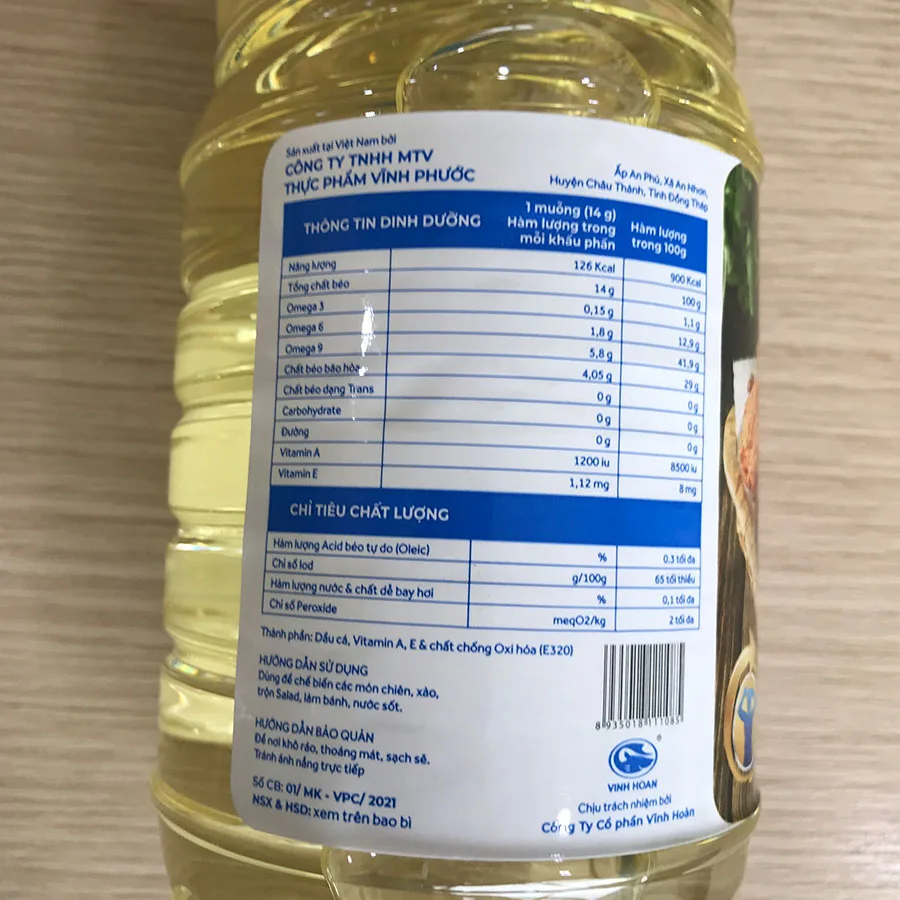 Sản xuất tại Việt Nam bởi
CÔNG TY TNHH MTV
THỰC PHẨM VĨNH PHƯỚC
Ấp An Phú, Xã An Nhơn,
Huyện Châu Thành, Tỉnh Đồng Tháp
THÔNG TIN DINH DƯỠNG
1 muỗng (14 g)
Hàm lượng trong
mỗi khẩu phần
Hàm lượng
trong 100g
Năng lượng 126 Kcal 900 Kcal
Tổng chất béo 14 g 100 g
Omega 3 0,15 g 1,1 g
Omega 6 1,8 g 12,9 g
Omega 9 5,8 g 41,9 g
Chất béo bão hòa 4,05 g 29 g
Chất béo dạng Trans 0 g 0 g
Carbohydrate 0 g 0 g
Đường 0 g 0 g
Vitamin A 1200 iu 8500 iu
Vitamin E 1,12 mg 8 mg
CHỈ TIÊU CHẤT LƯỢNG
Hàm lượng Acid béo tự do (Oleic) % 0,3 tối đa
Chỉ số Iod g/100g 65 tối thiểu
Hàm lượng nước & chất dễ bay hơi % 0,1 tối đa
Chỉ số Peroxide meqO2/kg 2 tối đa
Thành phần: Dầu cá, Vitamin A, E & chất chống Oxi hóa (E320)
HƯỚNG DẪN SỬ DỤNG
Dùng để chế biến các món chiên, xào,
trộn Salad, làm bánh, nước sốt.
HƯỚNG DẪN BẢO QUẢN
Để nơi khô ráo, thoáng mát, sạch sẽ.
Tránh ánh nắng trực tiếp
Số CB: 01/ MK - VPC/ 2021
NSX & HSD: xem trên bao bì
8 935018 111085
®
VINH HOAN
Chịu trách nhiệm bởi
Công Ty Cổ phần Vĩnh Hoàn